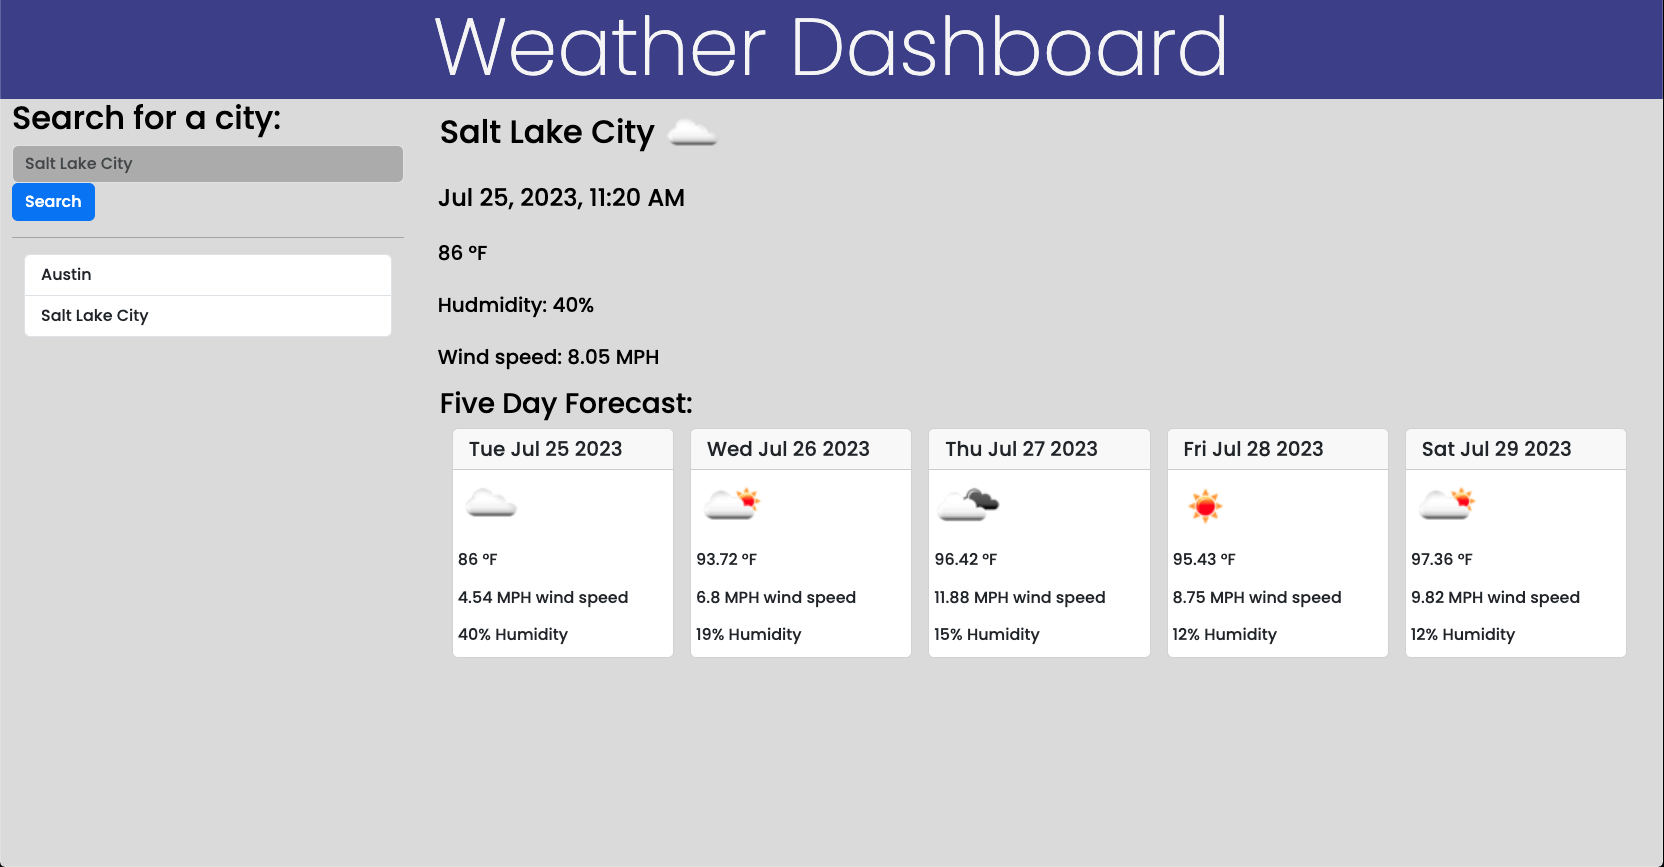 Weather Dashboard
Search for a city:
Salt Lake City
Search
Austin
Salt Lake City
Salt Lake City
Jul 25, 2023, 11:20 AM
86 °F
Hudmidity: 40%
Wind speed: 8.05 MPH
Five Day Forecast:
Tue Jul 25 2023
86 °F
4.54 MPH wind speed
40% Humidity
Wed Jul 26 2023
93.72 °F
6.8 MPH wind speed
19% Humidity
Thu Jul 27 2023
96.42 °F
11.88 MPH wind speed
15% Humidity
Fri Jul 28 2023
95.43 °F
8.75 MPH wind speed
12% Humidity
Sat Jul 29 2023
97.36 °F
9.82 MPH wind speed
12% Humidity